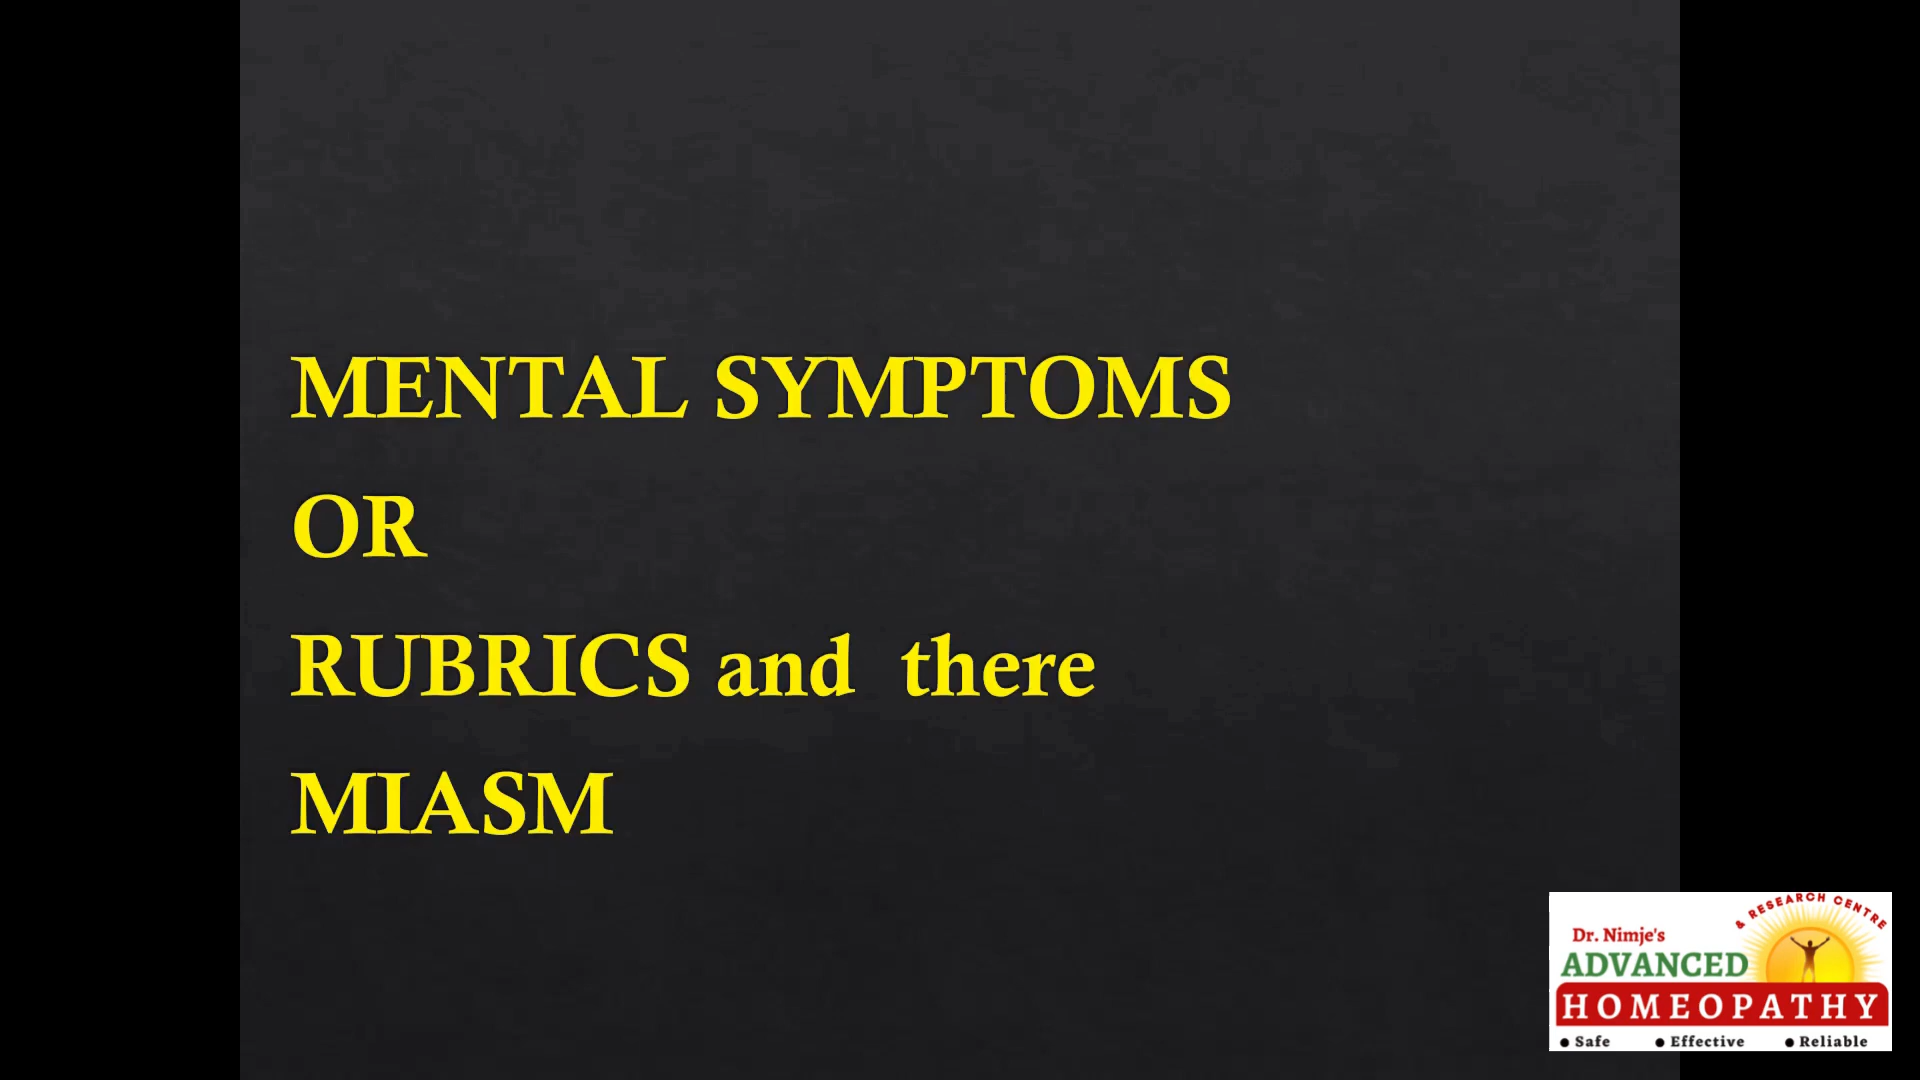 MENTAL SYMPTOMS
OR
RUBRICS and there
MIASM
& RESEARCH CENTRE
Dr. Nimje's
ADVANCED
HOMEOPATHY
● Safe ● Effective ● Reliable